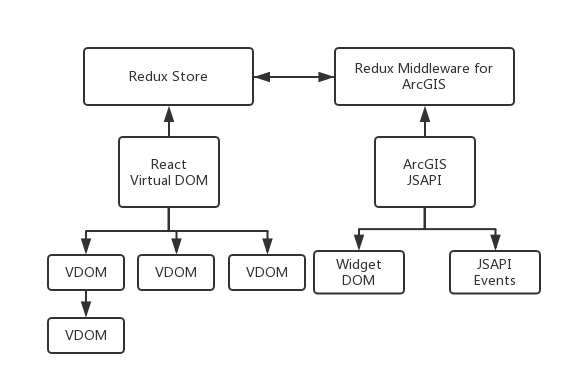 Redux Store
Redux Middleware for
ArcGIS
React
Virtual DOM
ArcGIS
JSAPI
VDOM
VDOM
VDOM
Widget
DOM
JSAPI
Events
VDOM